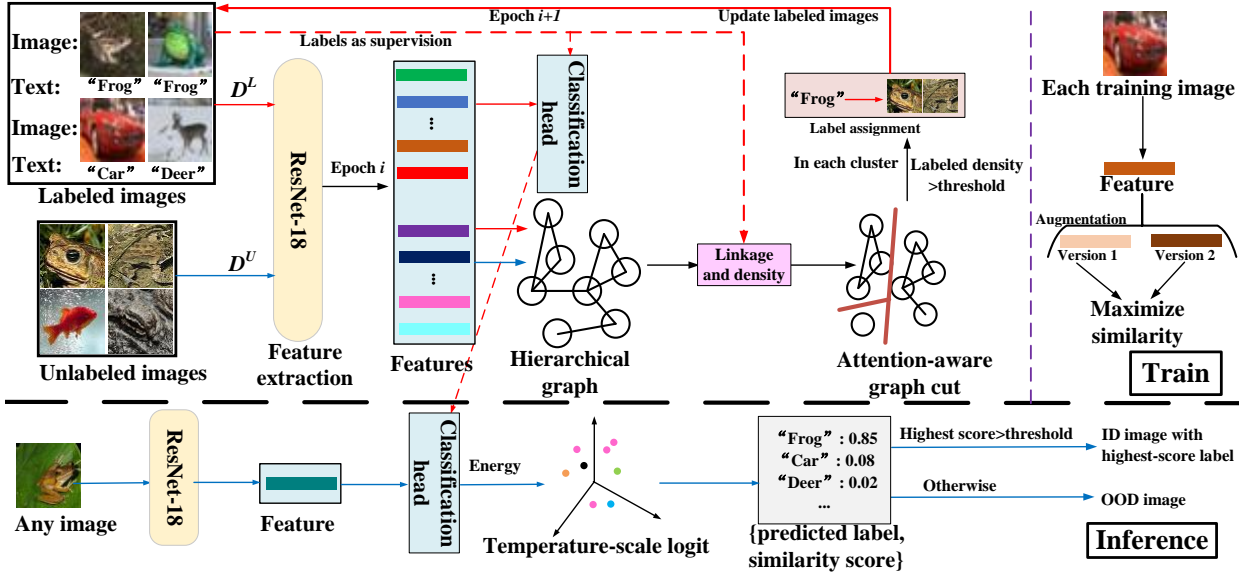 Epoch i+1
Update labeled images
Labels as supervision
Image:
Text:
“Frog”
“Frog”
Image:
Text:
“Car”
“Deer”
Labeled images
D^L
D^U
Unlabeled images
ResNet-18
Feature
extraction
Epoch i
...
...
Features
Classification
head
Hierarchical
graph
Linkage
and density
“Frog”
Label assignment
In each cluster
Labeled density
>threshold
Attention-aware
graph cut
Each training image
Feature
Augmentation
Version 1
Version 2
Maximize
similarity
Train
Any image
ResNet-18
Feature
Classification
head
Energy
Temperature-scale logit
“Frog” : 0.85
“Car” : 0.08
“Deer” : 0.02
...
{predicted label,
similarity score}
Highest score>threshold
Otherwise
ID image with
highest-score label
OOD image
Inference